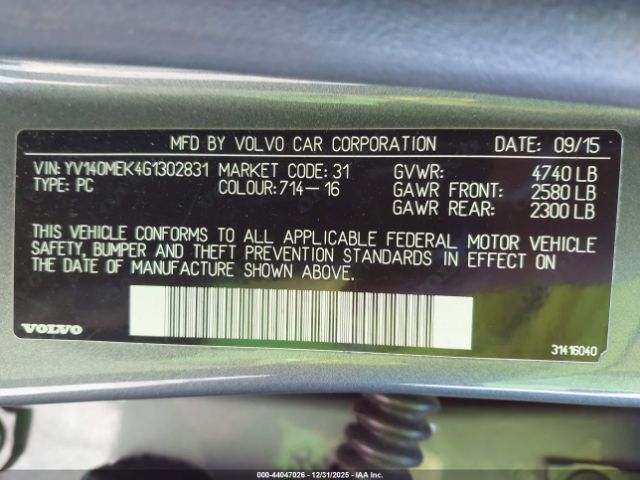 MFD BY VOLVO CAR CORPORATION DATE: 09/15
VIN: YV140MEK4G1302831 MARKET CODE: 31 GVWR: 4740 LB
TYPE: PC COLOUR: 714-16 GAWR FRONT: 2580 LB
GAWR REAR: 2300 LB
THIS VEHICLE CONFORMS TO ALL APPLICABLE FEDERAL MOTOR VEHICLE
SAFETY, BUMPER AND THEFT PREVENTION STANDARDS IN EFFECT ON
THE DATE OF MANUFACTURE SHOWN ABOVE.
VOLVO
31416040
000-44047026 - 12/31/2025 - IAAI.COM